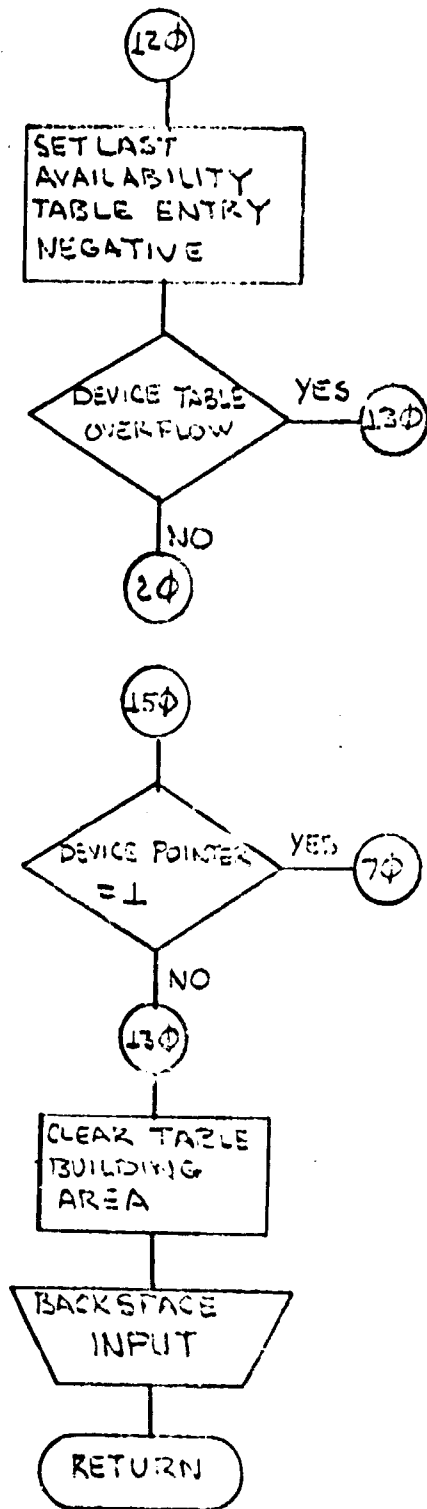 12φ
SET LAST
AVAILABILITY
TABLE ENTRY
NEGATIVE
DEVICE TABLE
OVERFLOW
YES
13φ
NO
2φ
15φ
DEVICE POINTER
= 1
YES
7φ
NO
13φ
CLEAR TABLE
BUILDING
AREA
BACKSPACE
INPUT
RETURN